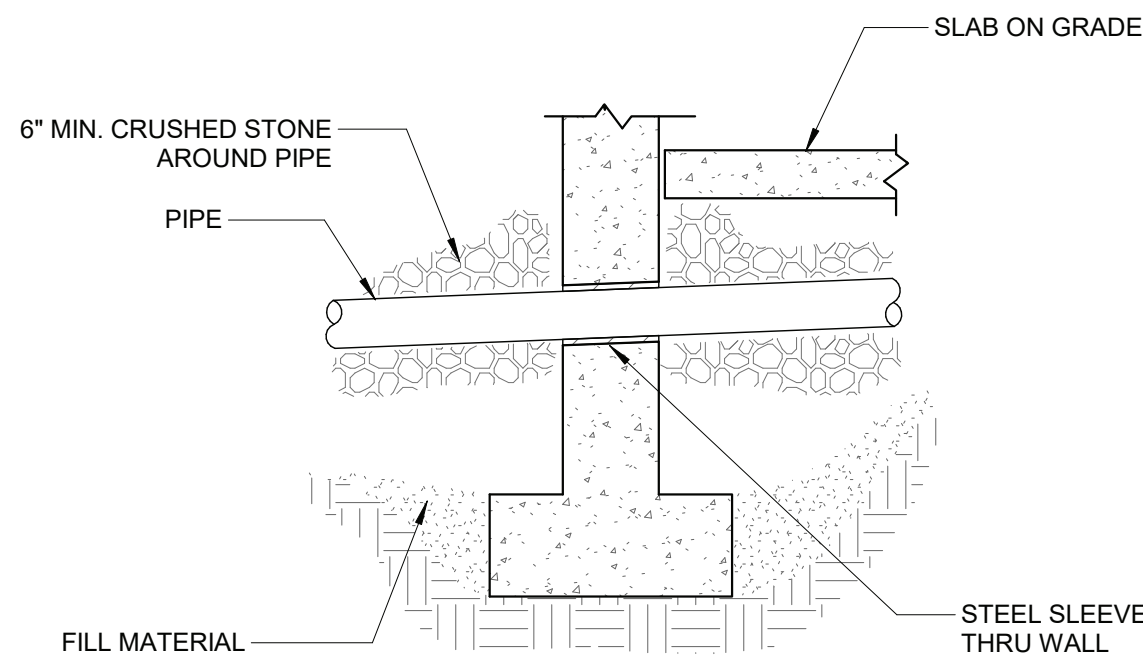 SLAB ON GRADE
6" MIN. CRUSHED STONE
AROUND PIPE
PIPE
FILL MATERIAL
STEEL SLEEVE
THRU WALL